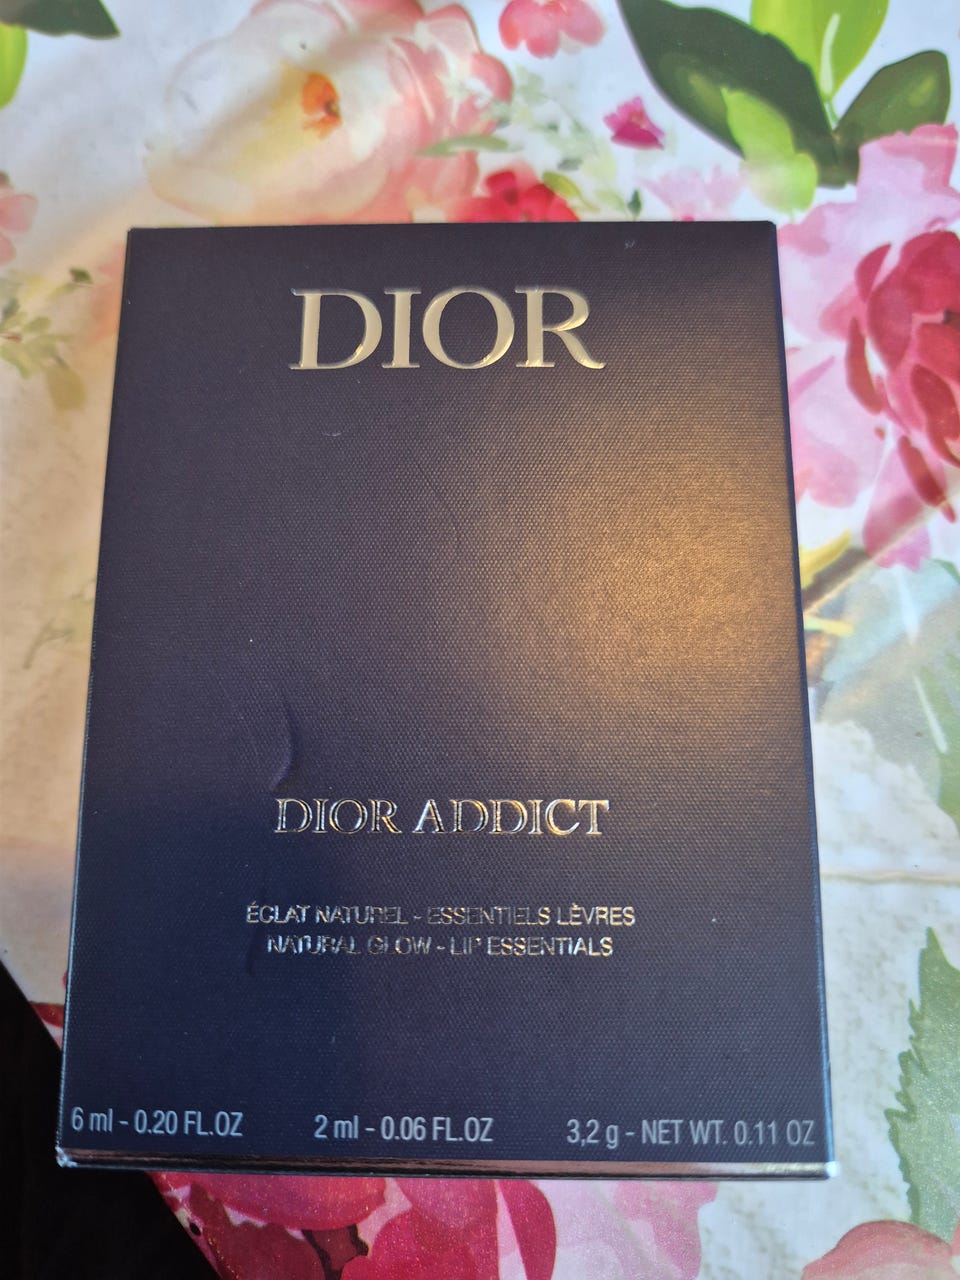 DIOR
DIOR ADDICT
ÉCLAT NATUREL - ESSENTIELS LÈVRES
NATURAL GLOW - LIP ESSENTIALS
6 ml - 0.20 FL.OZ 2 ml - 0.06 FL.OZ 3,2 g - NET WT. 0.11 OZ